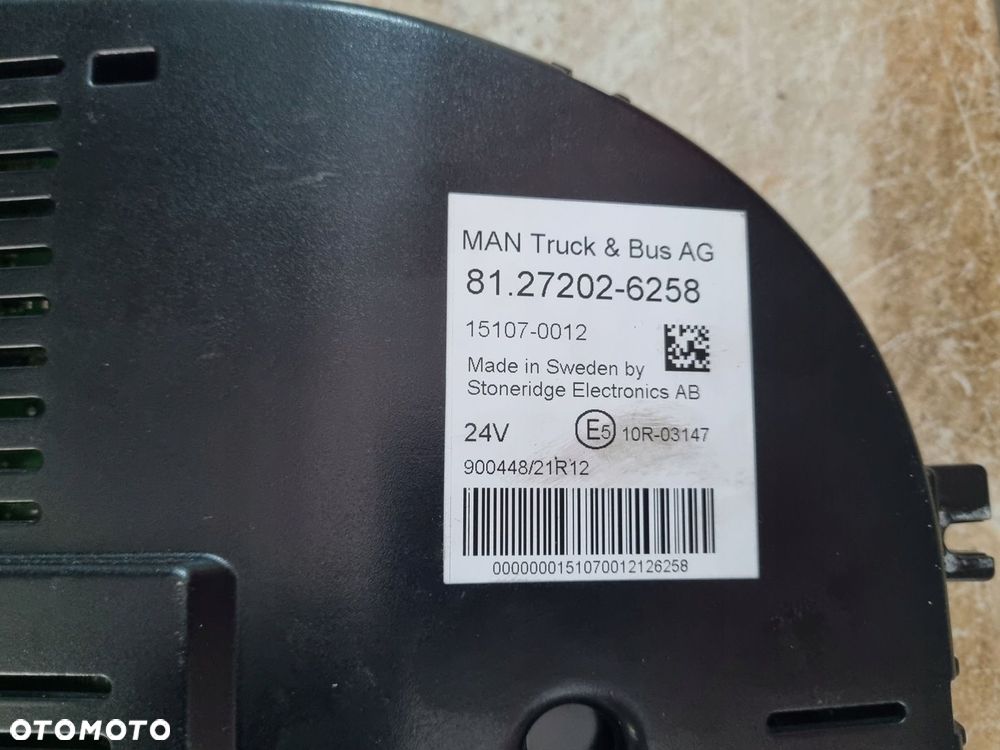 MAN Truck & Bus AG
81.27202-6258
15107-0012
Made in Sweden by
Stoneridge Electronics AB
24V E5 10R-03147
900448/21R12
0000000151070012126258
OTOMOTO